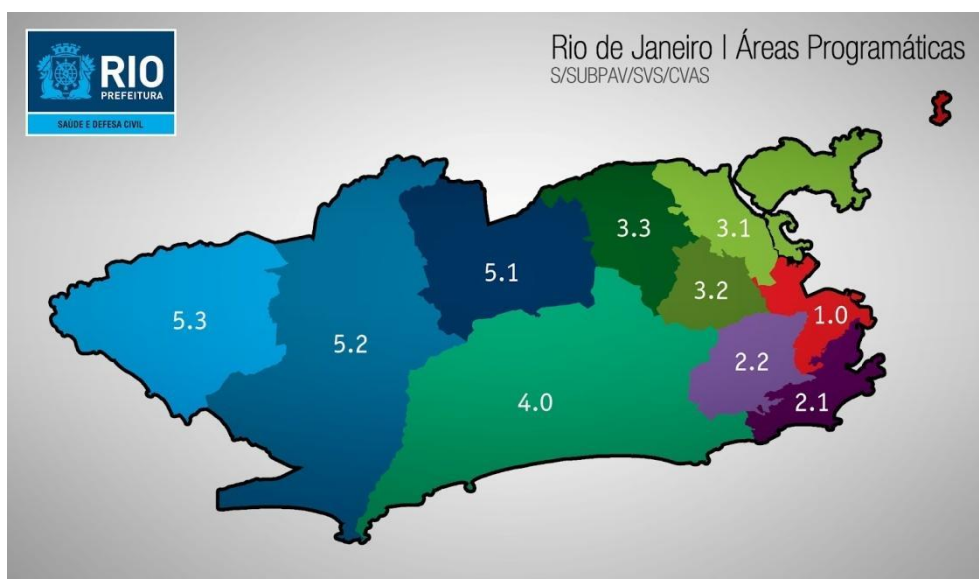 RIO
PREFEITURA
SAÚDE E DEFESA CIVIL
Rio de Janeiro | Áreas Programáticas
S/SUBPAV/SVS/CVAS
3.3
3.1
5.1
3.2
5.3
1.0
5.2
2.2
4.0
2.1